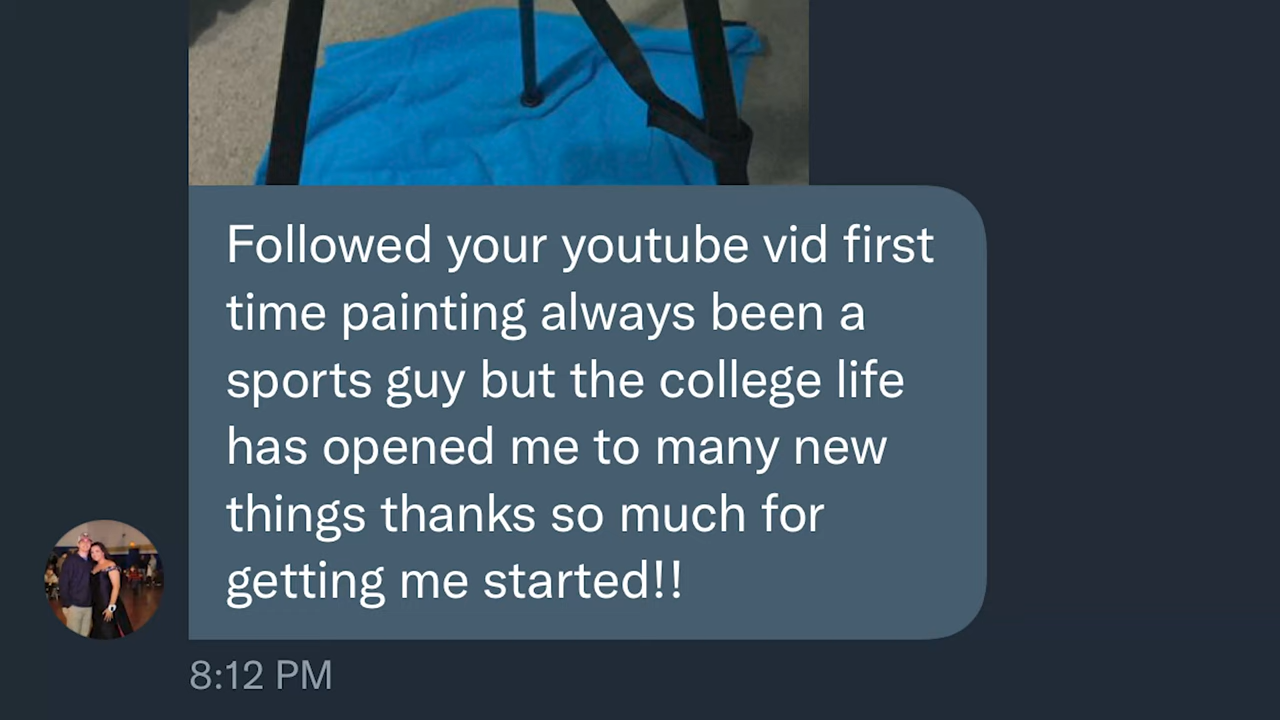 Followed your youtube vid first
time painting always been a
sports guy but the college life
has opened me to many new
things thanks so much for
getting me started!!
8:12 PM